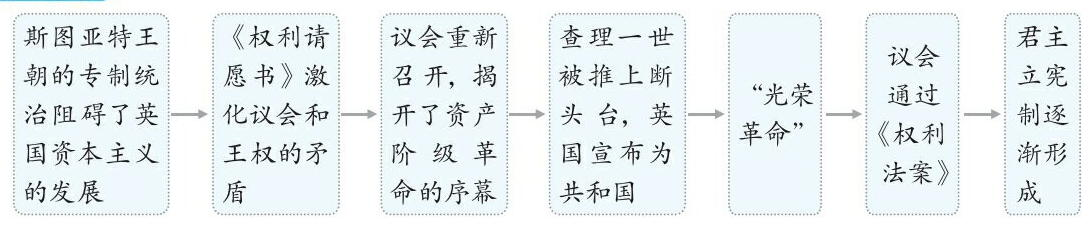 斯图亚特王
朝的专制统
治阻碍了英
国资本主义
的发展
《权利请
愿书》激
化议会和
王权的矛
盾
议会重新
召开，揭
开了资产
阶级革
命的序幕
查理一世
被推上断
头台，英
国宣布为
共和国
“光荣
革命”
议会
通过
《权利
法案》
君主
立宪
制逐
渐形
成